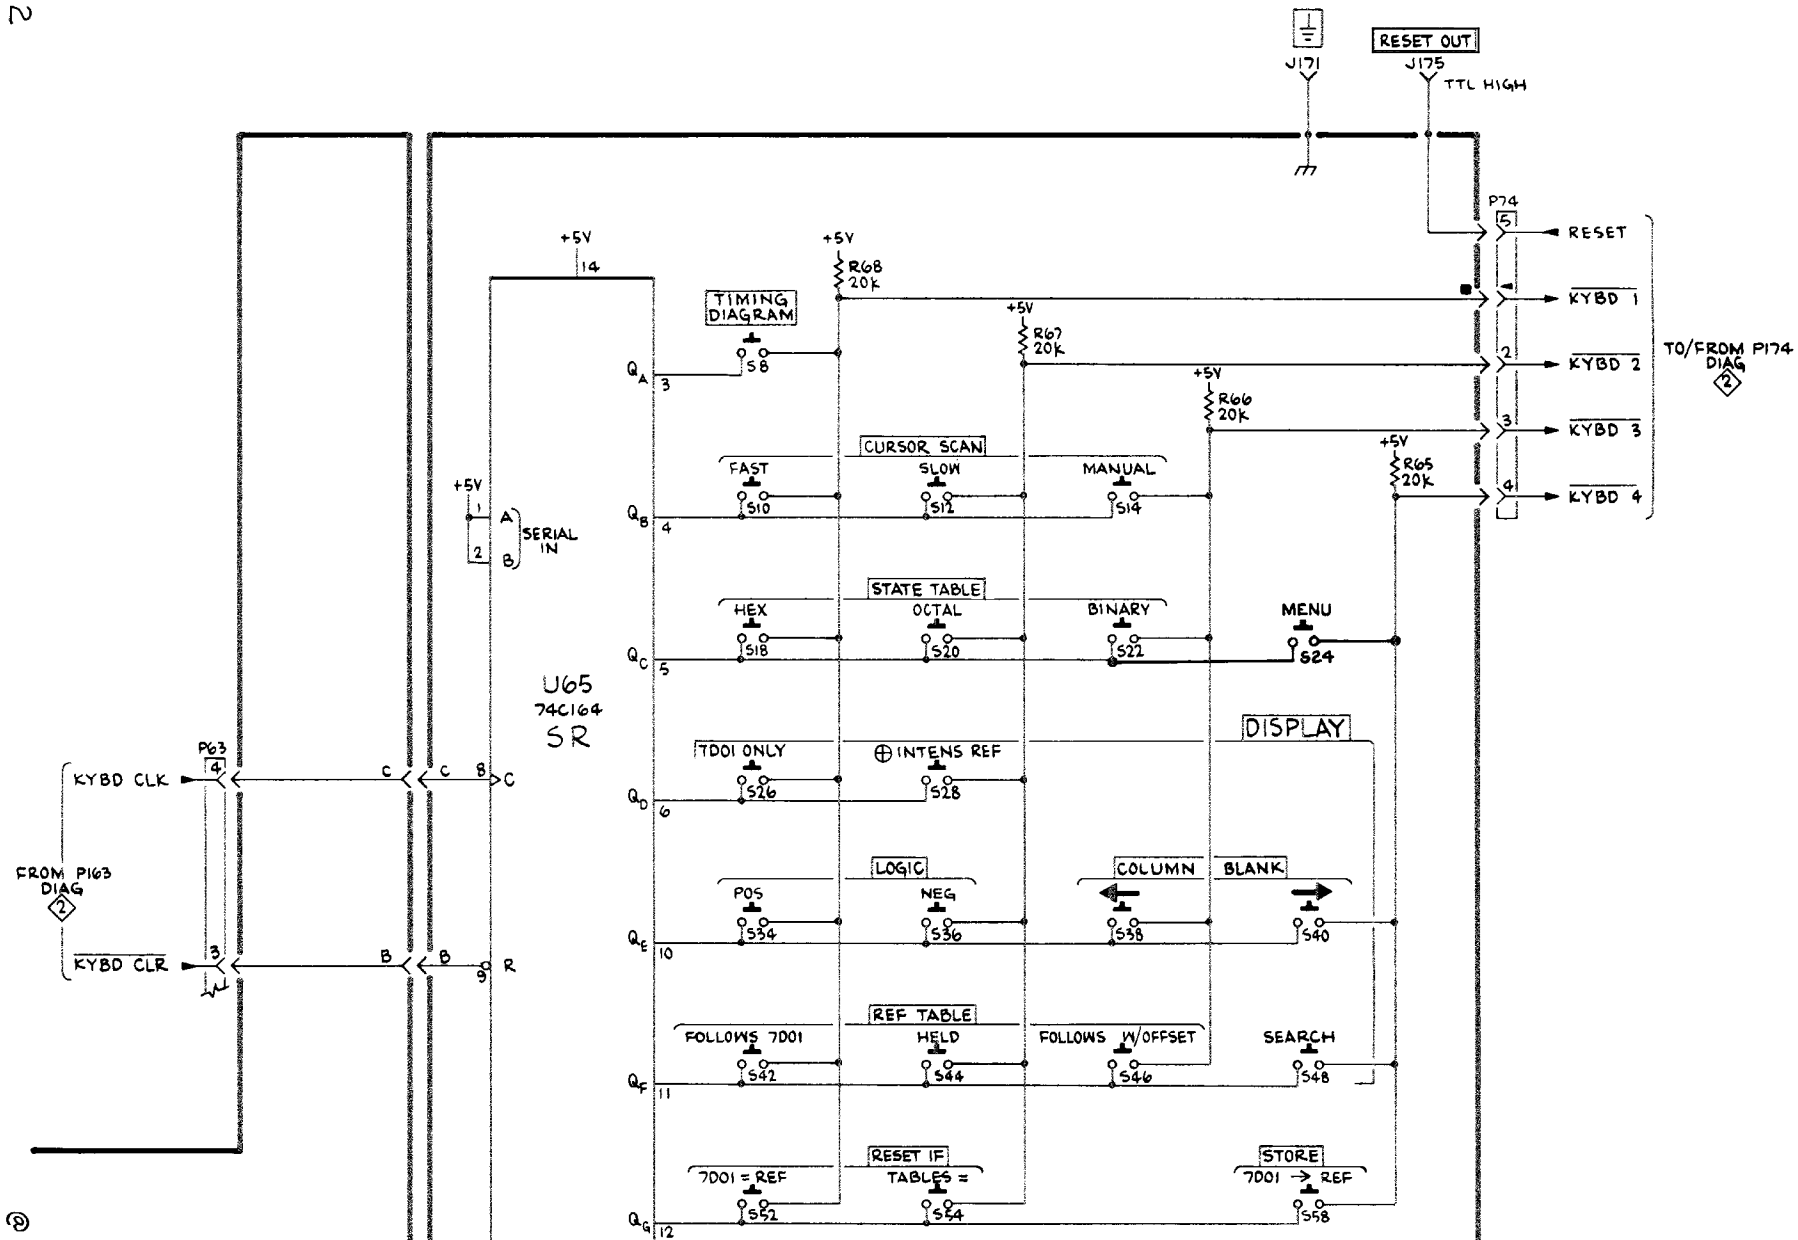 2
RESET OUT
J171
J175
TTL HIGH
P74
5
RESET
+5V
14
+5V
R68
20K
KYBD 1
TIMING
DIAGRAM
S8
+5V
R67
20K
2
KYBD 2
TO/FROM P174
DIAG
2
QA
3
+5V
R66
20K
3
KYBD 3
+5V
R65
20K
4
KYBD 4
CURSOR SCAN
FAST
SLOW
MANUAL
S10
S12
S14
QB
4
+5V
1
A
2
B
SERIAL
IN
STATE TABLE
HEX
OCTAL
BINARY
MENU
S18
S20
S22
S24
QC
5
U65
74C164
SR
DISPLAY
7D01 ONLY
INTENS REF
S26
S28
QD
6
P63
4
KYBD CLK
C
C
8
C
FROM P163
DIAG
2
LOGIC
COLUMN BLANK
POS
NEG
S34
S36
S38
S40
QE
10
3
KYBD CLR
B
B
9
R
REF TABLE
FOLLOWS 7D01
HELD
FOLLOWS W/OFFSET
SEARCH
S42
S44
S46
S48
QF
11
RESET IF
STORE
7D01 = REF
TABLES =
7D01 → REF
S52
S54
S58
QG
12
@